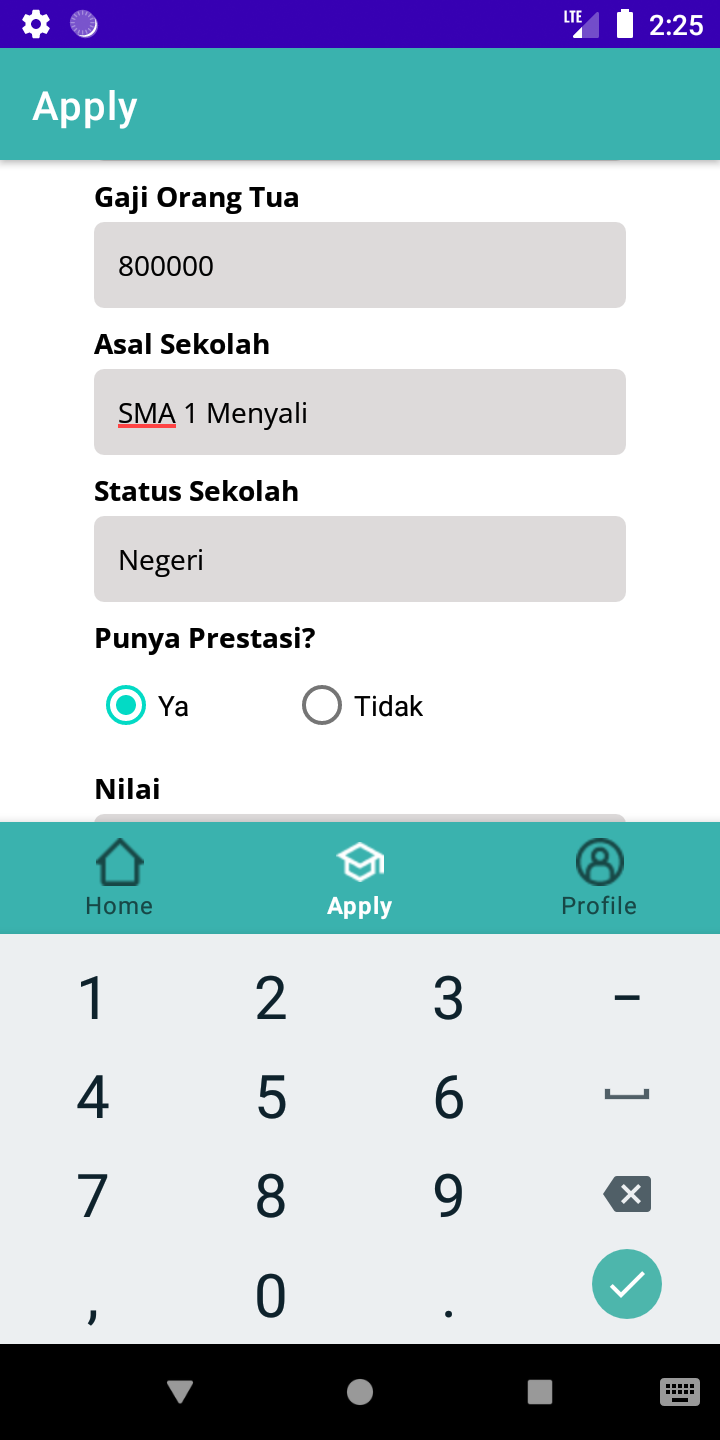 LTE 2:25
Apply
Gaji Orang Tua
800000
Asal Sekolah
SMA 1 Menyali
Status Sekolah
Negeri
Punya Prestasi?
Ya Tidak
Nilai
Home Apply Profile
1 2 3 –
4 5 6
7 8 9
, 0 .